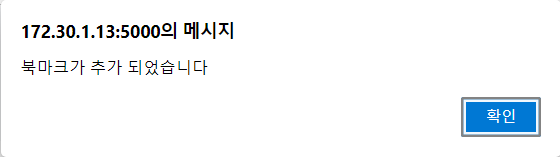 172.30.1.13:5000의 메시지
북마크가 추가 되었습니다
확인